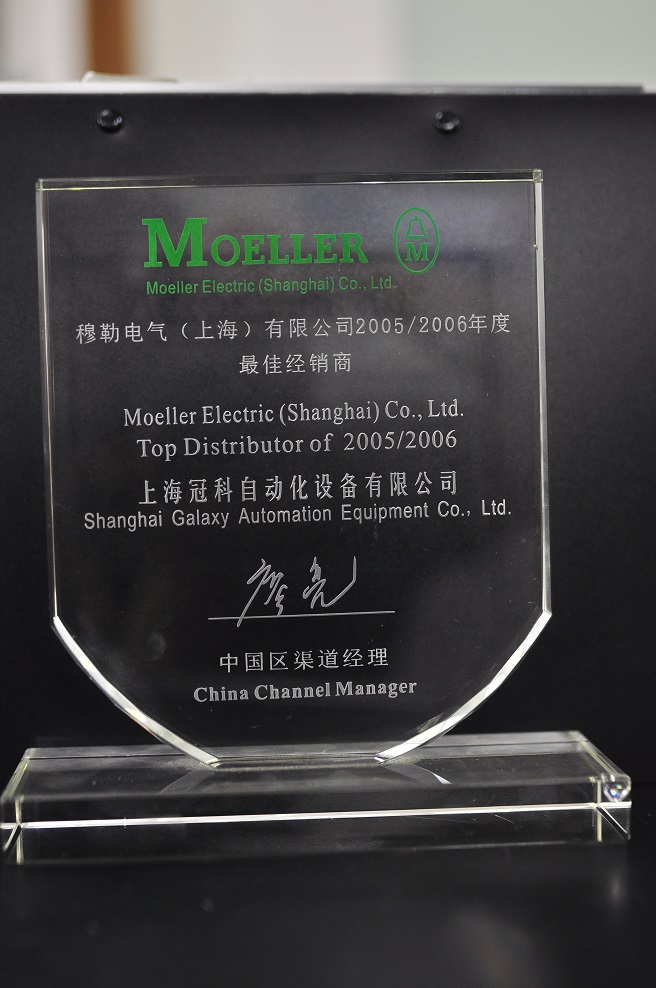 MOELLER M
Moeller Electric (Shanghai) Co., Ltd.
穆勒电气（上海）有限公司2005/2006年度
最佳经销商
Moeller Electric (Shanghai) Co., Ltd.
Top Distributor of 2005/2006
上海冠科自动化设备有限公司
Shanghai Galaxy Automation Equipment Co., Ltd.
中国区渠道经理
China Channel Manager